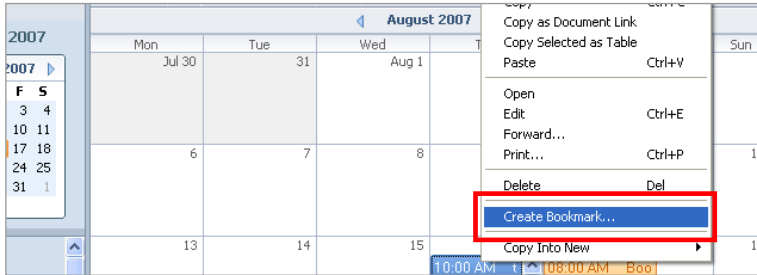 August 2007
2007
Mon Tue Wed Sun
2007
F S
3 4
10 11
17 18
24 25
31 1
Jul 30 31 Aug 1
6 7 8
13 14 15
10:00 AM t 08:00 AM Boo
Copy as Document Link
Copy Selected as Table
Paste Ctrl+V
Open
Edit Ctrl+E
Forward...
Print... Ctrl+P
Delete Del
Create Bookmark...
Copy Into New